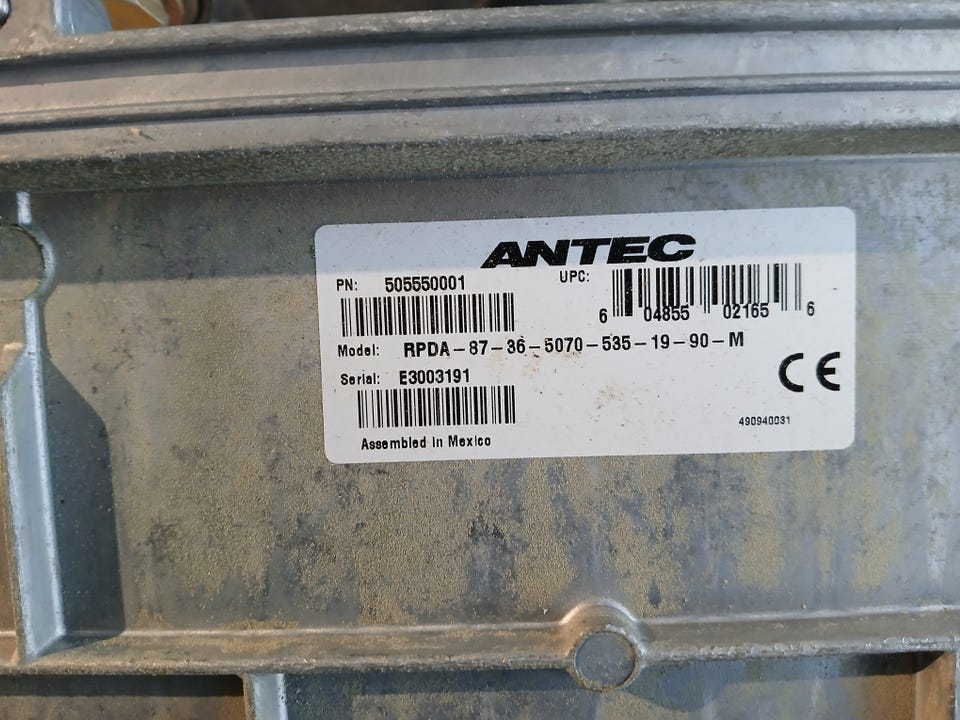 ANTEC
PN: 505550001
UPC: 6 04855 02165 6
Model: RPDA-87-36-5070-535-19-90-M
Serial: E3003191
CE
Assembled in Mexico
490940031